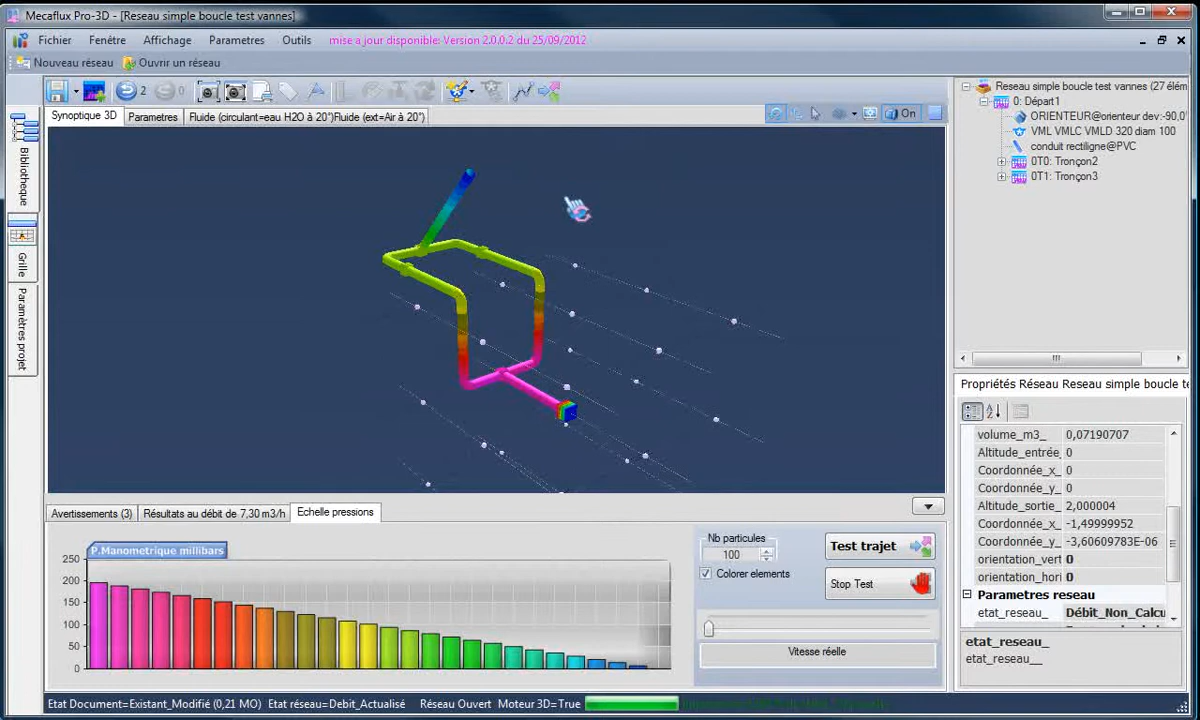 Mecaflux Pro-3D - [Reseau simple boucle test vannes]
Fichier Fenêtre Affichage Parametres Outils mise a jour disponible: Version 2.0.0.2 du 25/09/2012
Nouveau réseau Ouvrir un réseau
2 0
Synoptique 3D Parametres Fluide (circulant=eau H2O à 20°)Fluide (ext=Air à 20°) On
Bibliotheque
Grille
Paramètres projet
Reseau simple boucle test vannes (27 élém
0: Départ1
ORIENTEUR@orienteur dev:-90,0°
VML VMLC VMLD 320 diam 100
conduit rectiligne@PVC
0T0: Tronçon2
0T1: Tronçon3
Propriétés Réseau Reseau simple boucle te
volume_m3_ 0,07190707
Altitude_entrée_ 0
Coordonnée_x_ 0
Coordonnée_y_ 0
Altitude_sortie_ 2,000004
Coordonnée_x_ -1,49999952
Coordonnée_y_ -3,60609783E-06
orientation_vert 0
orientation_hori 0
Parametres reseau
etat_reseau_ Débit_Non_Calcu
etat_reseau_
etat_reseau__
Avertissements (3) Résultats au débit de 7,30 m3/h Echelle pressions
P.Manometrique millibars
250
200
150
100
50
0
Nb particules
100
Colorer elements
Test trajet
Stop Test
Vitesse réelle
Etat Document=Existant_Modifié (0,21 MO) Etat réseau=Debit_Actualisé Réseau Ouvert Moteur 3D=True